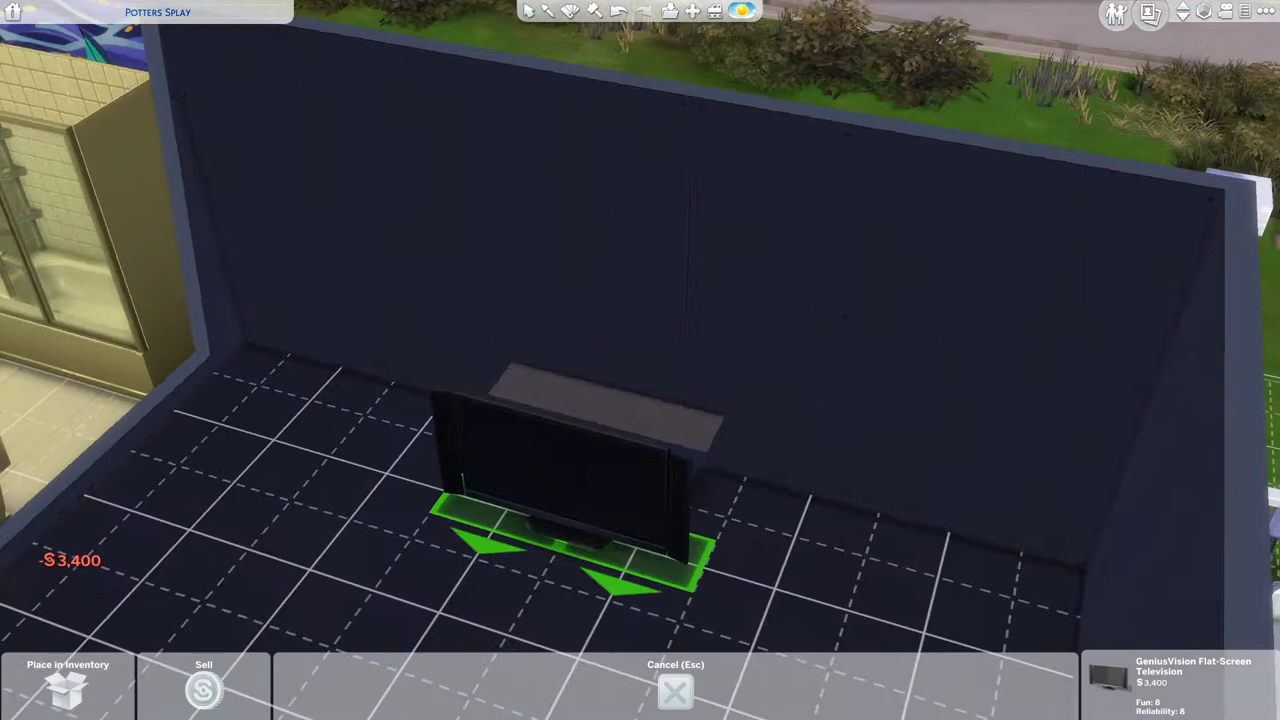 Potters Splay
-§3,400
Place in Inventory
Sell
Cancel (Esc)
GeniusVision Flat-Screen
Television
§3,400
Fun: 8
Reliability: 8